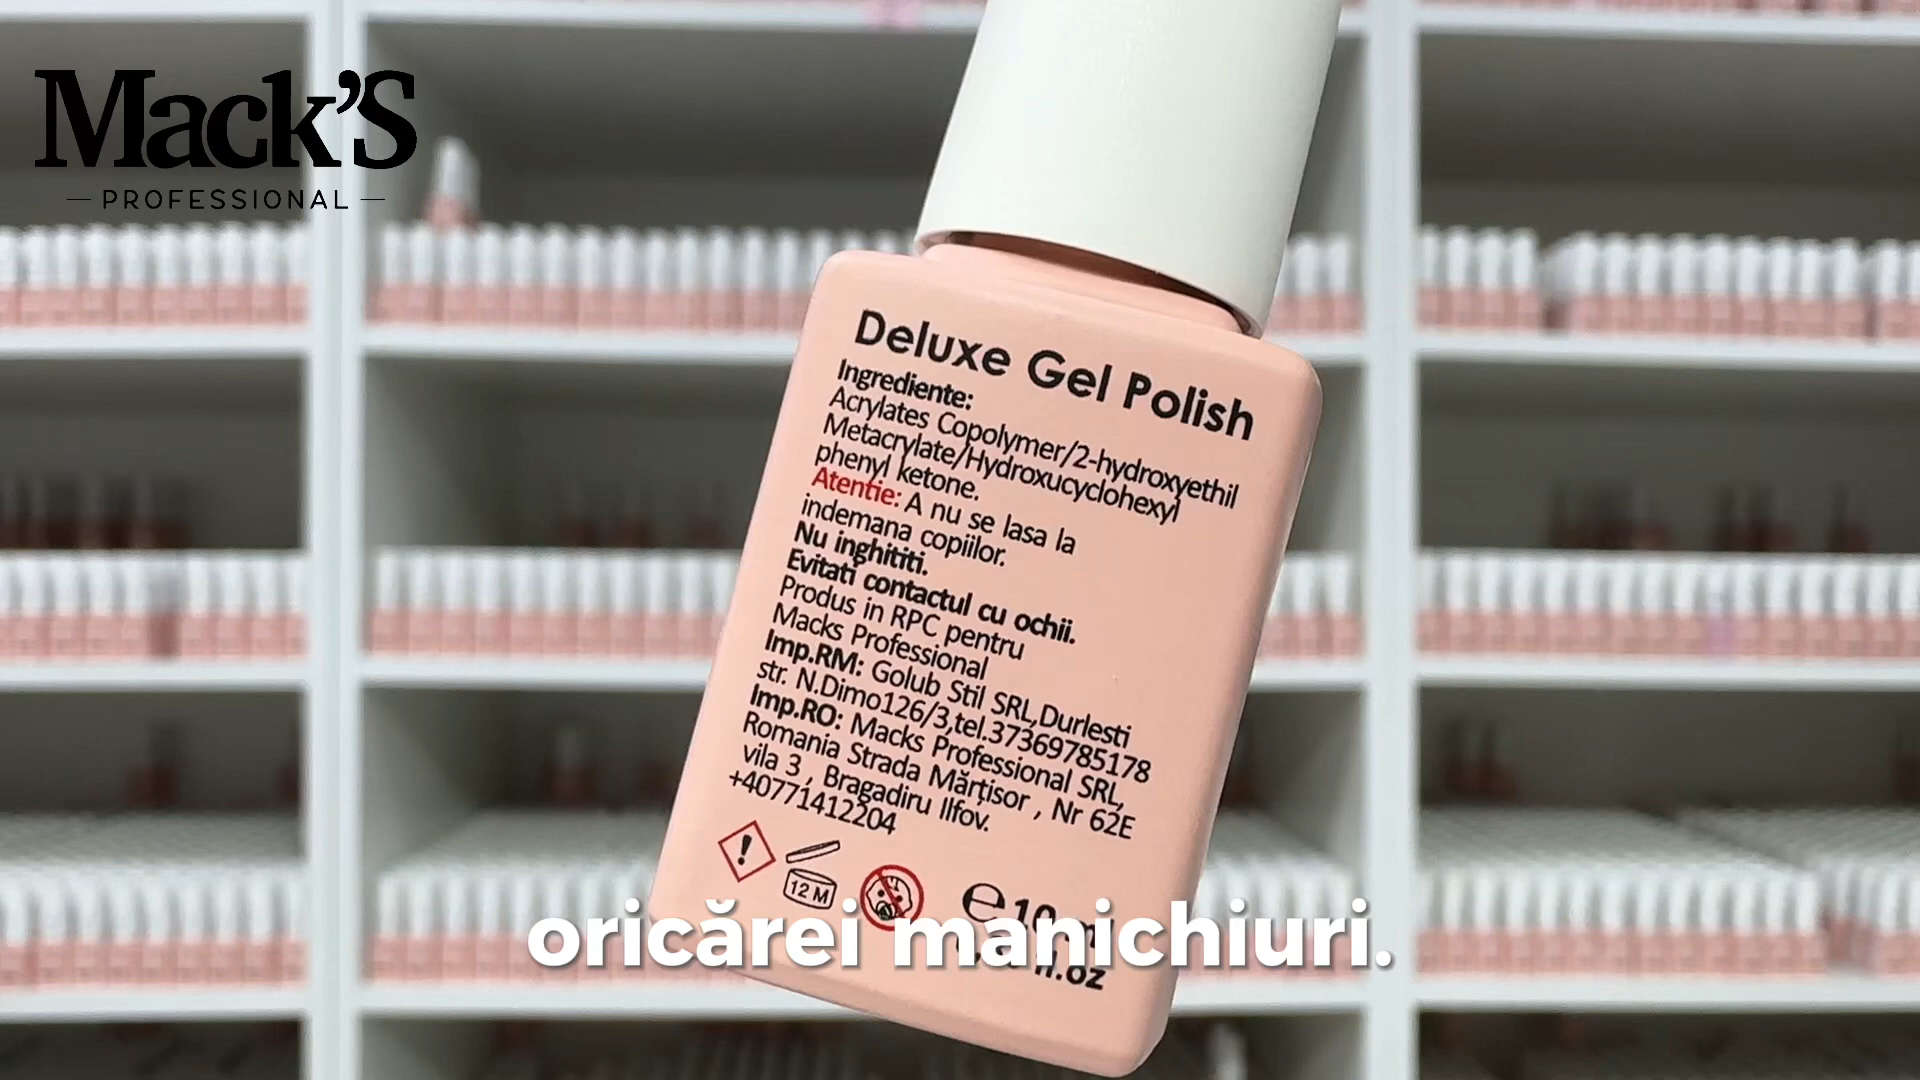 Mack'S
PROFESSIONAL
Deluxe Gel Polish
Ingrediente:
Acrylates Copolymer/2-hydroxyethil
Metacrylate/Hydroxucyclohexyl
phenyl ketone.
Atentie: A nu se lasa la
indemana copiilor.
Nu inghititi.
Evitati contactul cu ochii.
Produs in RPC pentru
Macks Professional
Imp.RM: Golub Stil SRL,Durlesti
str. N.Dimo126/3,tel.37369785178
Imp.RO: Macks Professional SRL,
Romania Strada Mărțisor , Nr 62E
vila 3 , Bragadiru Ilfov.
+40771412204
12 M
e 10
fl.oz
oricărei manichiuri.